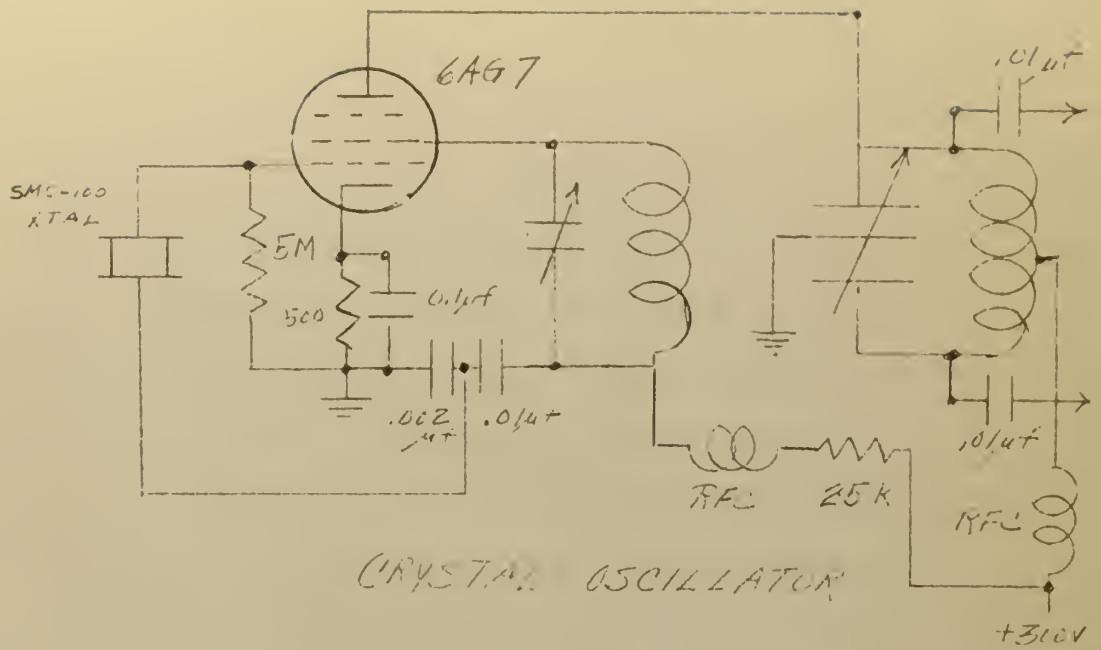 6AG7
.01µf
SMC-100
XTAL
5M
500
0.1µf
.002
µf
.01µf
.01µf
RFC
25K
RFC
CRYSTAL OSCILLATOR
+300V